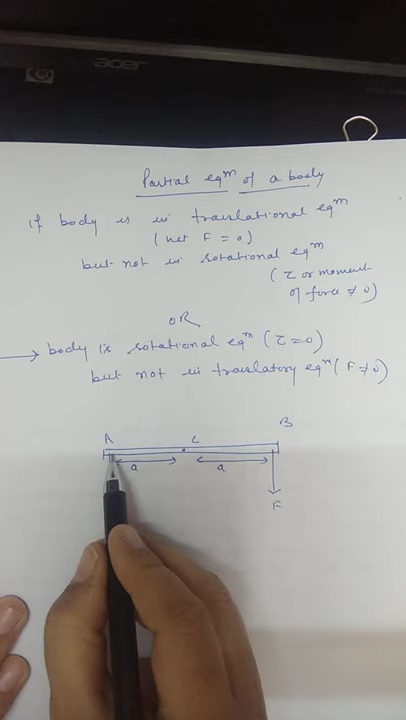 acer
Partial eqm of a body
if body is in translational eqm
(net F = 0)
but not in rotational eqm
(τ or moment
of force ≠ 0)
OR
→ body is rotational eqm (τ=0)
but not in translatory eqm (F≠0)
A C B
a a
F